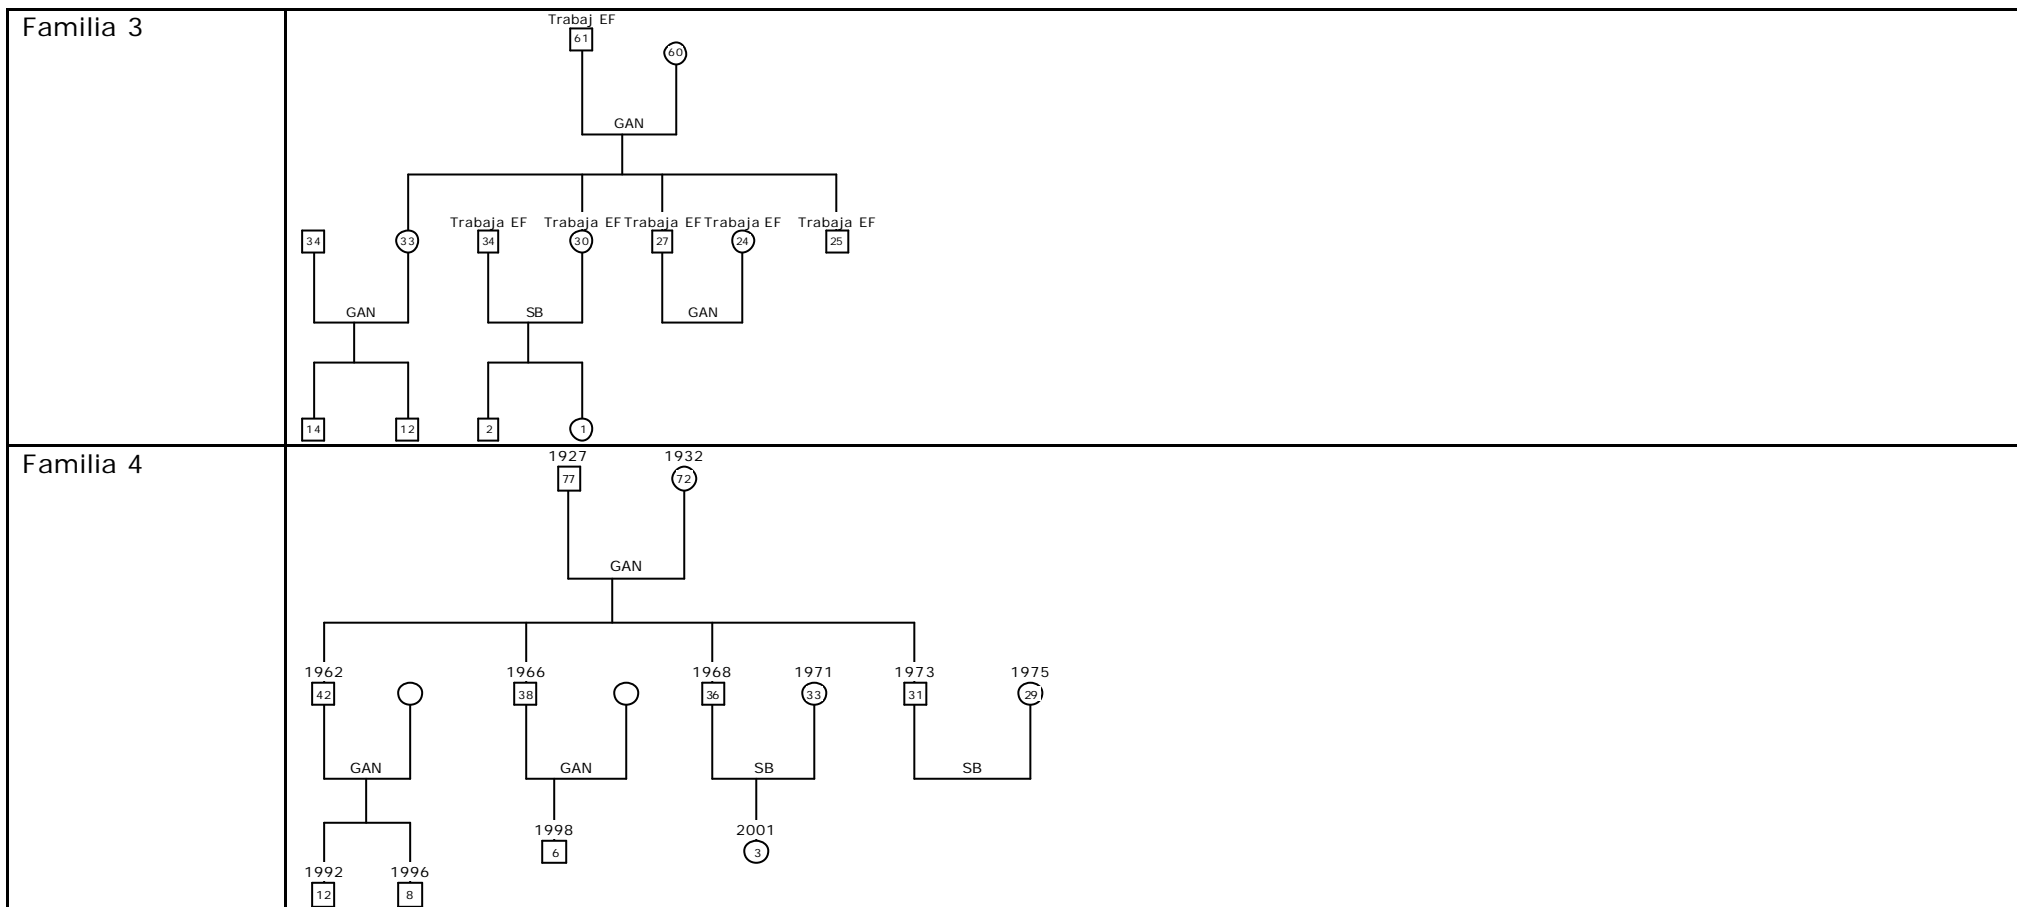 Familia 3
Trabaj EF
61
60
GAN
Trabaja EF Trabaja EF Trabaja EF Trabaja EF Trabaja EF
34 33 34 30 27 24 25
GAN SB GAN
14 12 2 1
Familia 4
1927 1932
77 72
GAN
1962 1966 1968 1971 1973 1975
42 38 36 33 31 29
GAN GAN SB SB
1998 2001
6 3
1992 1996
12 8